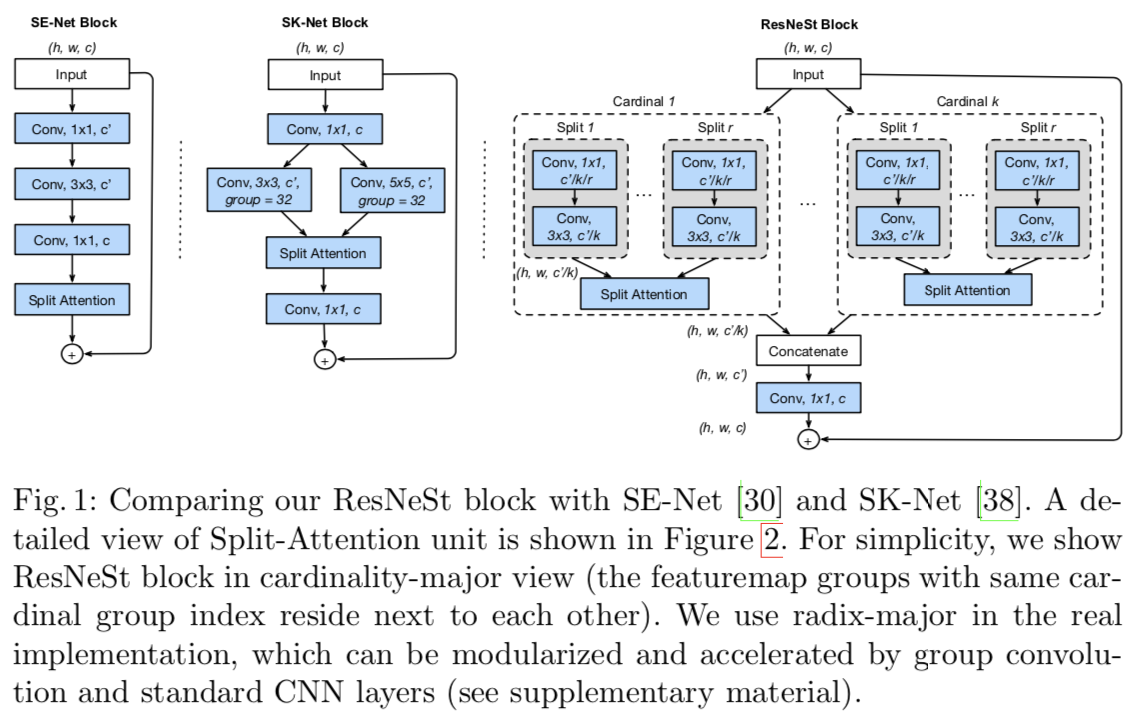 SE-Net Block
(h, w, c)
Input
Conv, 1x1, c'
Conv, 3x3, c'
Conv, 1x1, c
Split Attention
+
SK-Net Block
(h, w, c)
Input
Conv, 1x1, c
Conv, 3x3, c',
group = 32
Conv, 5x5, c',
group = 32
Split Attention
Conv, 1x1, c
+
ResNeSt Block
(h, w, c)
Input
Cardinal 1
Split 1
Conv, 1x1,
c'/k/r
Conv,
3x3, c'/k
...
Split r
Conv, 1x1,
c'/k/r
Conv,
3x3, c'/k
(h, w, c'/k)
Split Attention
...
Cardinal k
Split 1
Conv, 1x1,
c'/k/r
Conv,
3x3, c'/k
...
Split r
Conv, 1x1,
c'/k/r
Conv,
3x3, c'/k
Split Attention
(h, w, c'/k)
Concatenate
(h, w, c')
Conv, 1x1, c
(h, w, c)
+
Fig. 1: Comparing our ResNeSt block with SE-Net [30] and SK-Net [38]. A de-
tailed view of Split-Attention unit is shown in Figure 2. For simplicity, we show
ResNeSt block in cardinality-major view (the featuremap groups with same car-
dinal group index reside next to each other). We use radix-major in the real
implementation, which can be modularized and accelerated by group convolu-
tion and standard CNN layers (see supplementary material).